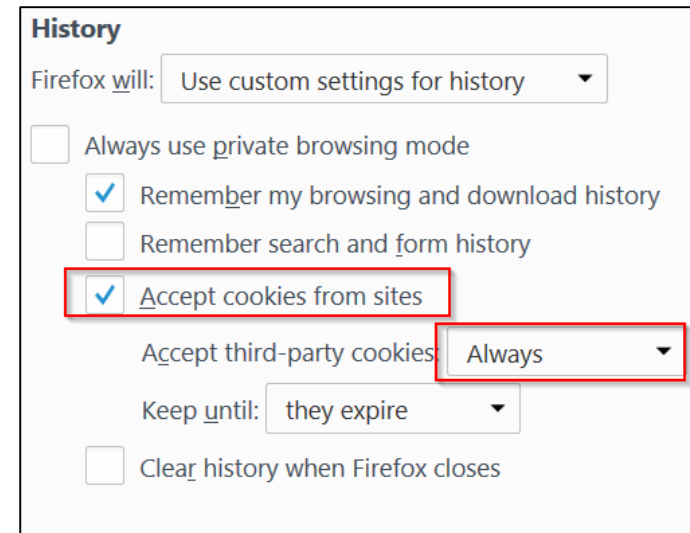 History
Firefox will: Use custom settings for history
Always use private browsing mode
Remember my browsing and download history
Remember search and form history
Accept cookies from sites
Accept third-party cookies: Always
Keep until: they expire
Clear history when Firefox closes